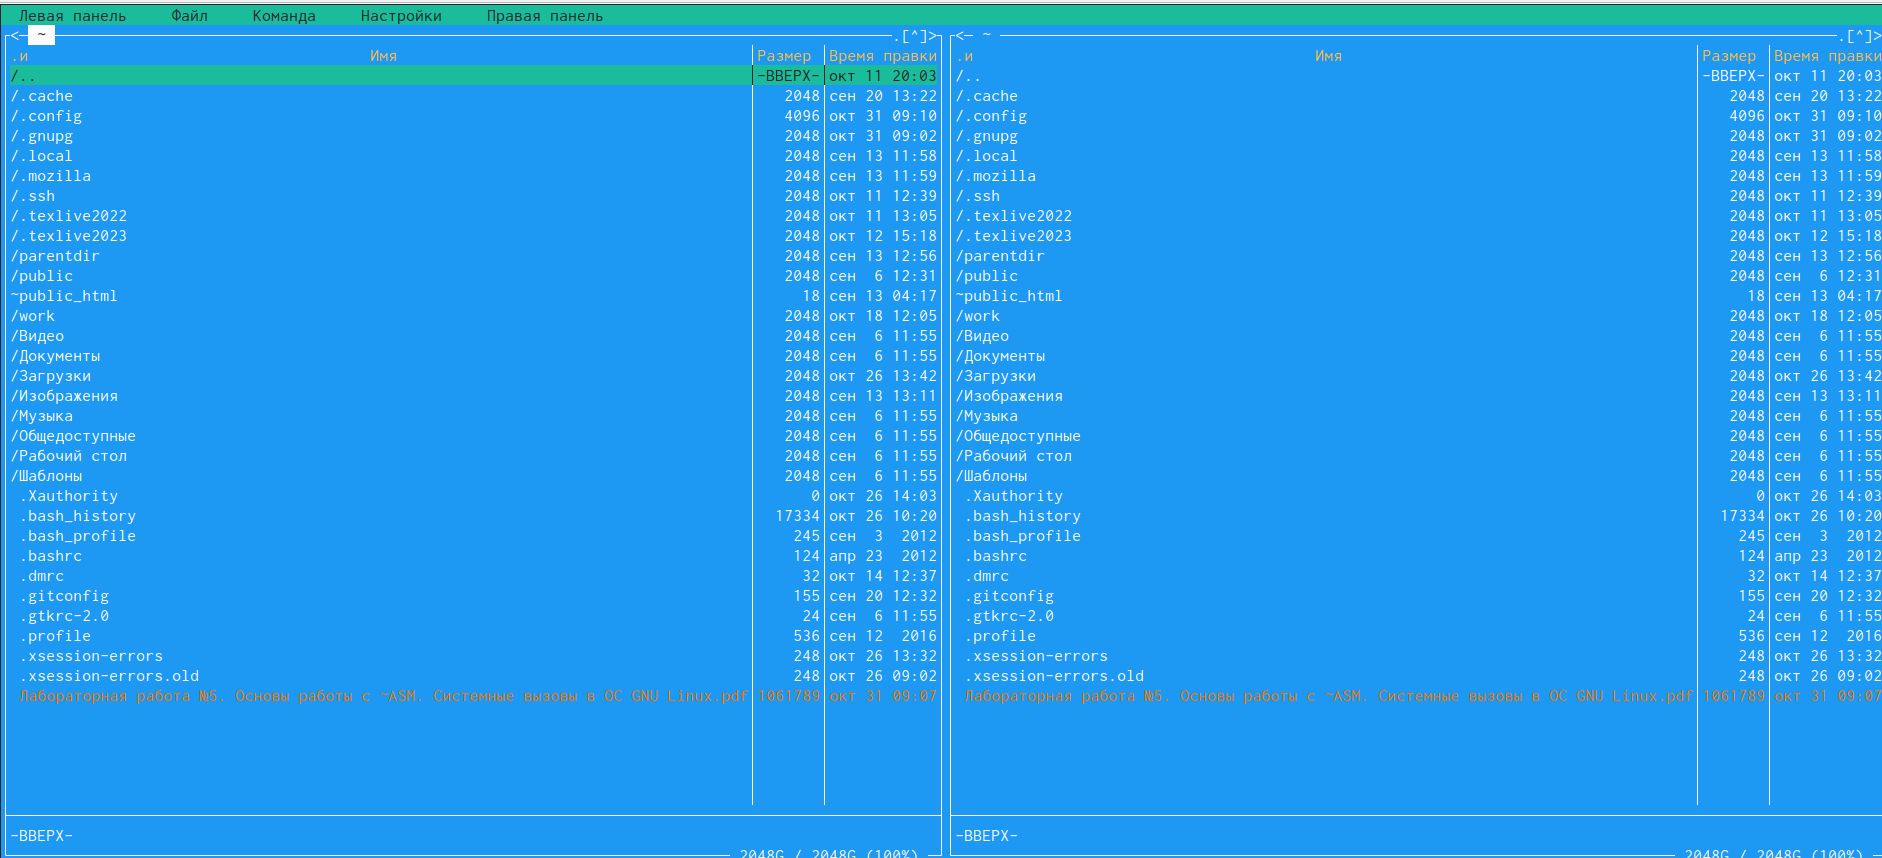 Левая панель Файл Команда Настройки Правая панель
<─ ~ .[^]> <─ ~ .[^]>
.и Имя Размер Время правки .и Имя Размер Время правки
/.. -ВВЕРХ- окт 11 20:03 /.. -ВВЕРХ- окт 11 20:03
/.cache 2048 сен 20 13:22 /.cache 2048 сен 20 13:22
/.config 4096 окт 31 09:10 /.config 4096 окт 31 09:10
/.gnupg 2048 окт 31 09:02 /.gnupg 2048 окт 31 09:02
/.local 2048 сен 13 11:58 /.local 2048 сен 13 11:58
/.mozilla 2048 сен 13 11:59 /.mozilla 2048 сен 13 11:59
/.ssh 2048 окт 11 12:39 /.ssh 2048 окт 11 12:39
/.texlive2022 2048 окт 11 13:05 /.texlive2022 2048 окт 11 13:05
/.texlive2023 2048 окт 12 15:18 /.texlive2023 2048 окт 12 15:18
/parentdir 2048 сен 13 12:56 /parentdir 2048 сен 13 12:56
/public 2048 сен 6 12:31 /public 2048 сен 6 12:31
~public_html 18 сен 13 04:17 ~public_html 18 сен 13 04:17
/work 2048 окт 18 12:05 /work 2048 окт 18 12:05
/Видео 2048 сен 6 11:55 /Видео 2048 сен 6 11:55
/Документы 2048 сен 6 11:55 /Документы 2048 сен 6 11:55
/Загрузки 2048 окт 26 13:42 /Загрузки 2048 окт 26 13:42
/Изображения 2048 сен 13 13:11 /Изображения 2048 сен 13 13:11
/Музыка 2048 сен 6 11:55 /Музыка 2048 сен 6 11:55
/Общедоступные 2048 сен 6 11:55 /Общедоступные 2048 сен 6 11:55
/Рабочий стол 2048 сен 6 11:55 /Рабочий стол 2048 сен 6 11:55
/Шаблоны 2048 сен 6 11:55 /Шаблоны 2048 сен 6 11:55
.Xauthority 0 окт 26 14:03 .Xauthority 0 окт 26 14:03
.bash_history 17334 окт 26 10:20 .bash_history 17334 окт 26 10:20
.bash_profile 245 сен 3 2012 .bash_profile 245 сен 3 2012
.bashrc 124 апр 23 2012 .bashrc 124 апр 23 2012
.dmrc 32 окт 14 12:37 .dmrc 32 окт 14 12:37
.gitconfig 155 сен 20 12:32 .gitconfig 155 сен 20 12:32
.gtkrc-2.0 24 сен 6 11:55 .gtkrc-2.0 24 сен 6 11:55
.profile 536 сен 12 2016 .profile 536 сен 12 2016
.xsession-errors 248 окт 26 13:32 .xsession-errors 248 окт 26 13:32
.xsession-errors.old 248 окт 26 09:02 .xsession-errors.old 248 окт 26 09:02
Лабораторная работа №5. Основы работы с ~ASM. Системные вызовы в ОС GNU Linux.pdf 1061789 окт 31 09:07 Лабораторная работа №5. Основы работы с ~ASM. Системные вызовы в ОС GNU Linux.pdf 1061789 окт 31 09:07
-ВВЕРХ- -ВВЕРХ-
2048G / 2048G (100%) 2048G / 2048G (100%)